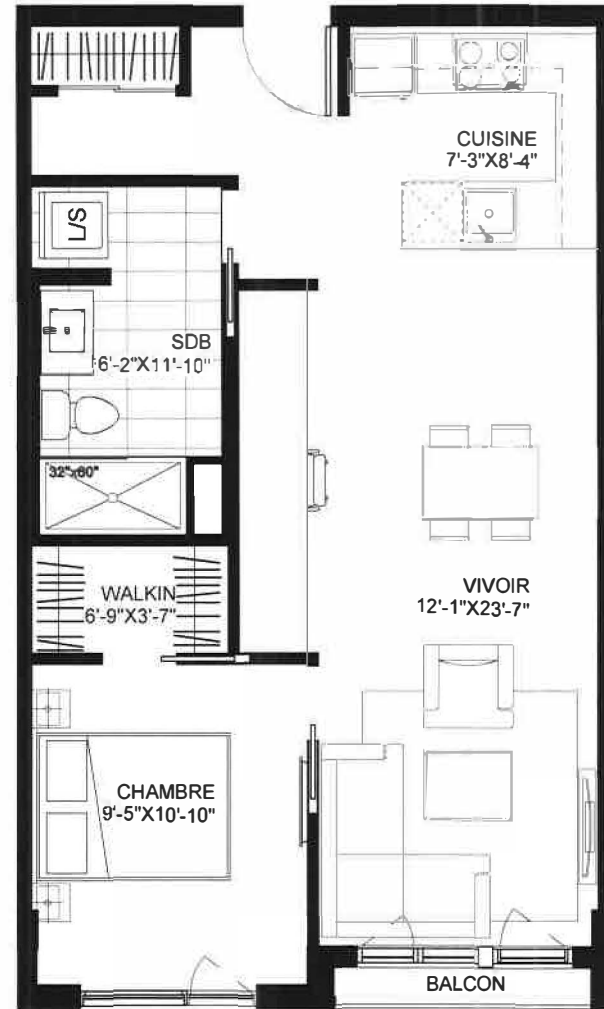 CUISINE
7'-3"X8'-4"
L/S
SDB
6'-2"X11'-10"
32"x60"
WALKIN
6'-9"X3'-7"
VIVOIR
12'-1"X23'-7"
CHAMBRE
9'-5"X10'-10"
BALCON